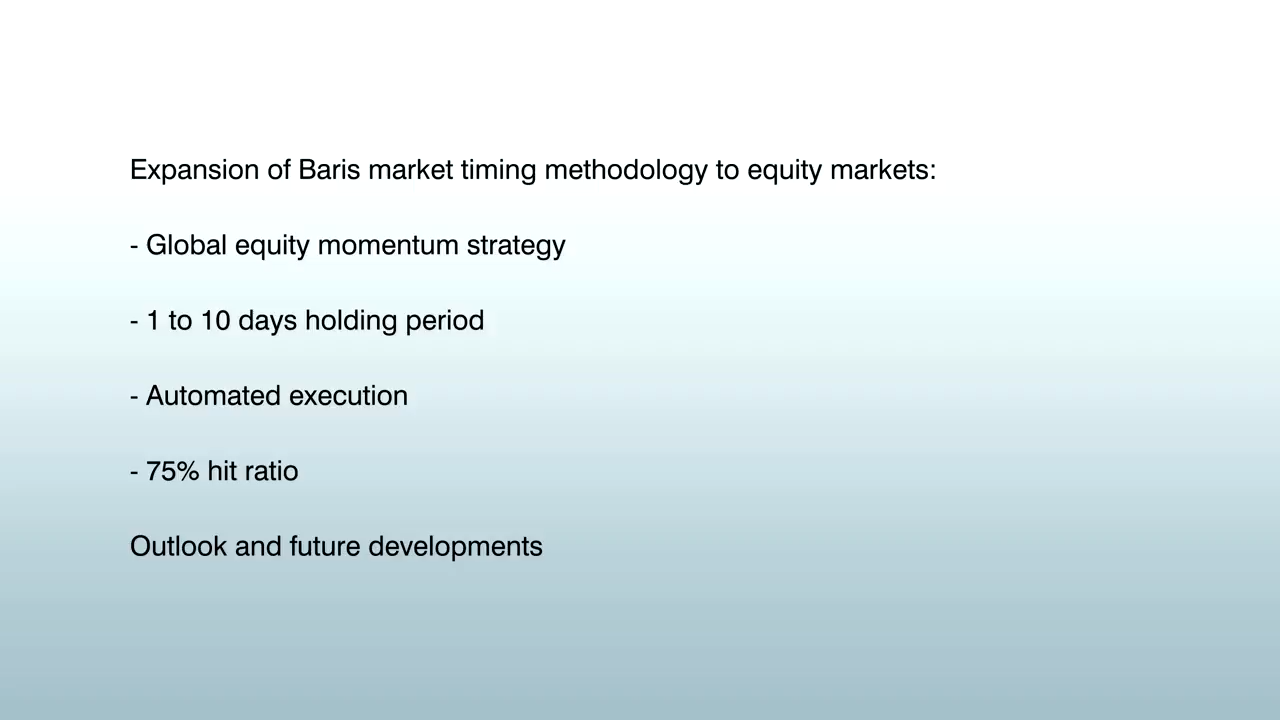 Expansion of Baris market timing methodology to equity markets:
- Global equity momentum strategy
- 1 to 10 days holding period
- Automated execution
- 75% hit ratio
Outlook and future developments